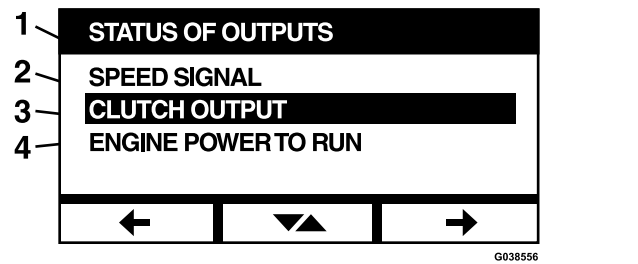 1
STATUS OF OUTPUTS
2
SPEED SIGNAL
3
CLUTCH OUTPUT
4
ENGINE POWER TO RUN
G038556